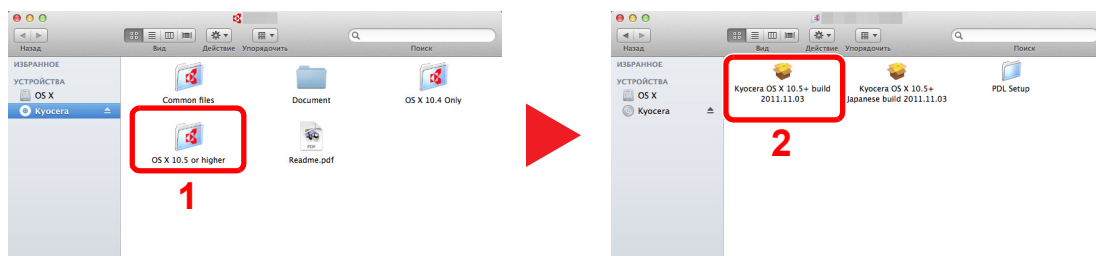 Назад
Вид
Действие
Упорядочить
Поиск
ИЗБРАННОЕ
УСТРОЙСТВА
OS X
Kyocera
Common files
Document
OS X 10.4 Only
OS X 10.5 or higher
PDF
Readme.pdf
1
Назад
Вид
Действие
Упорядочить
Поиск
ИЗБРАННОЕ
УСТРОЙСТВА
OS X
Kyocera
Kyocera OS X 10.5+ build
2011.11.03
Kyocera OS X 10.5+
Japanese build 2011.11.03
PDL Setup
2